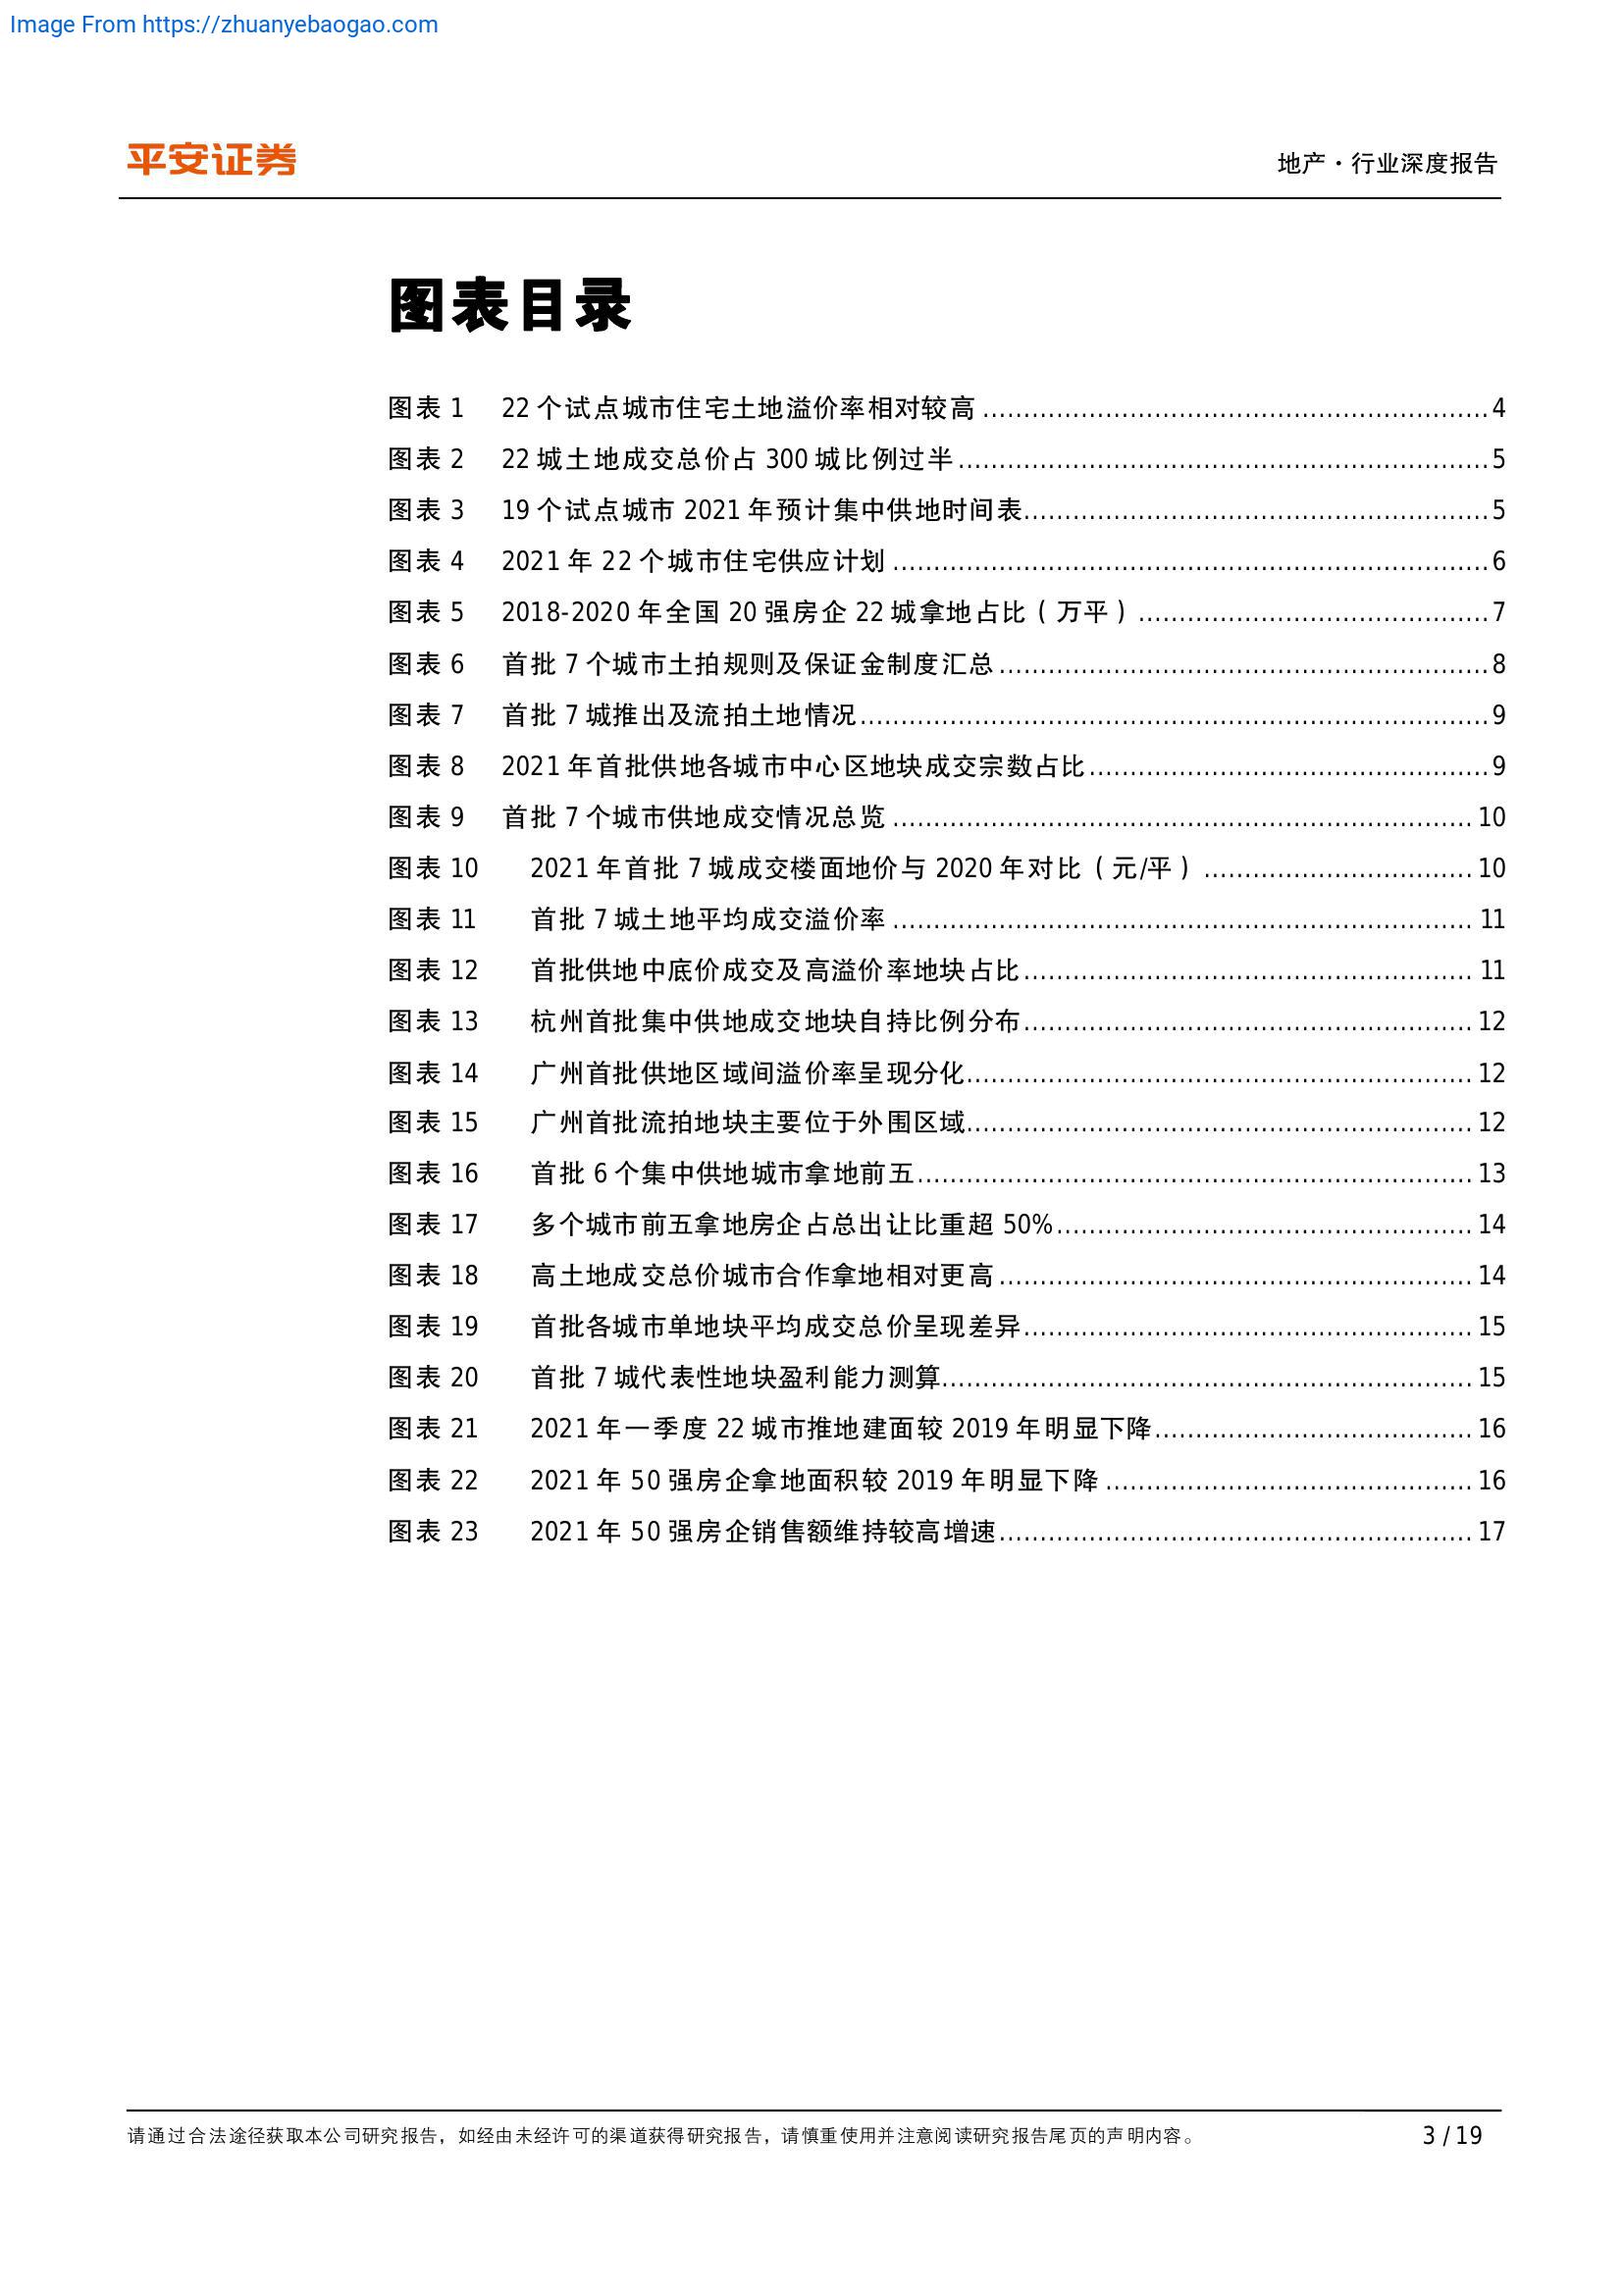 Image From https://zhuanyebaogao.com
平安证券
地产·行业深度报告
图表目录
图表 1 22 个试点城市住宅土地溢价率相对较高 ........ 4
图表 2 22 城土地成交总价占 300 城比例过半 ........ 5
图表 3 19 个试点城市 2021 年预计集中供地时间表 ........ 5
图表 4 2021 年 22 个城市住宅供应计划 ........ 6
图表 5 2018-2020 年全国 20 强房企 22 城拿地占比（万平） ........ 7
图表 6 首批 7 个城市土拍规则及保证金制度汇总 ........ 8
图表 7 首批 7 城推出及流拍土地情况 ........ 9
图表 8 2021 年首批供地各城市中心区地块成交宗数占比 ........ 9
图表 9 首批 7 个城市供地成交情况总览 ........ 10
图表 10 2021 年首批 7 城成交楼面地价与 2020 年对比（元/平） ........ 10
图表 11 首批 7 城土地平均成交溢价率 ........ 11
图表 12 首批供地中底价成交及高溢价率地块占比 ........ 11
图表 13 杭州首批集中供地成交地块自持比例分布 ........ 12
图表 14 广州首批供地区域间溢价率呈现分化 ........ 12
图表 15 广州首批流拍地块主要位于外围区域 ........ 12
图表 16 首批 6 个集中供地城市拿地前五 ........ 13
图表 17 多个城市前五拿地房企占总出让比重超 50% ........ 14
图表 18 高土地成交总价城市合作拿地相对更高 ........ 14
图表 19 首批各城市单地块平均成交总价呈现差异 ........ 15
图表 20 首批 7 城代表性地块盈利能力测算 ........ 15
图表 21 2021 年一季度 22 城市推地建面较 2019 年明显下降 ........ 16
图表 22 2021 年 50 强房企拿地面积较 2019 年明显下降 ........ 16
图表 23 2021 年 50 强房企销售额维持较高增速 ........ 17
请通过合法途径获取本公司研究报告，如经由未经许可的渠道获得研究报告，请慎重使用并注意阅读研究报告尾页的声明内容。
3 / 19